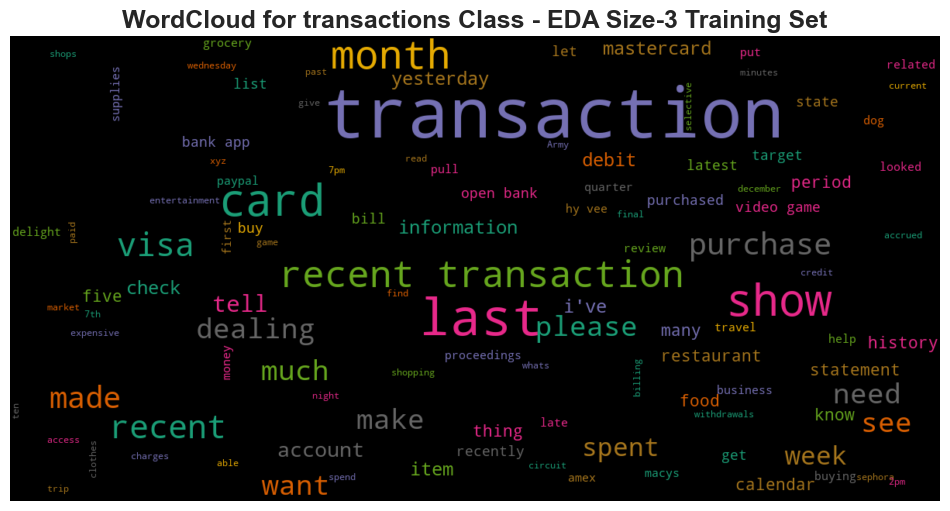 WordCloud for transactions Class - EDA Size-3 Training Set
shops
grocery
month
let
mastercard
put
related
wednesday
past
yesterday
minutes
supplies
list
give
transaction
selective
state
current
dog
bank app
Army
debit
latest
target
looked
xyz
read
7pm
pull
paypal
open bank
quarter
period
entertainment
card
december
purchased
video game
hy vee
final
delight
paid
first
buy
bill
information
accrued
visa
game
review
purchase
recent transaction
credit
check
five
find
market
7th
tell
last
i've
show
expensive
dealing
please
many
travel
help
history
money
proceedings
whats
restaurant
much
shopping
billing
statement
made
night
business
food
need
ten
recent
make
withdrawals
know
see
access
thing
late
clothes
charges
account
recently
spent
get
week
able
item
circuit
trip
want
spend
amex
macys
calendar
buying
sephora
2pm